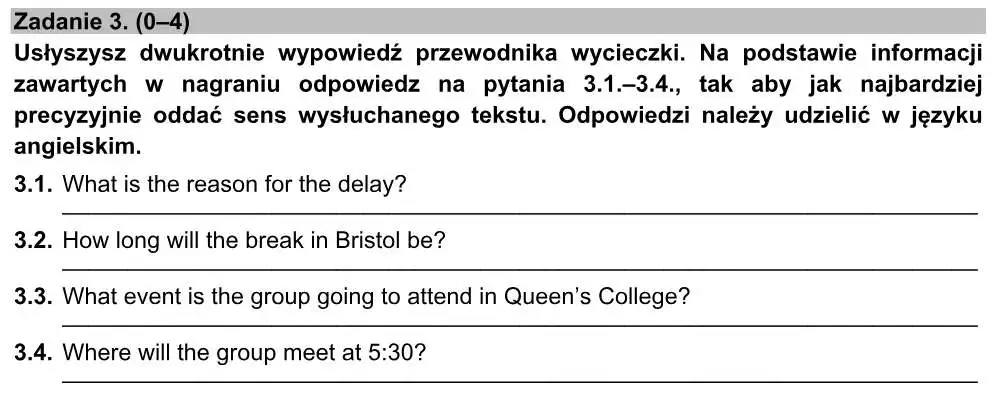 Zadanie 3. (0–4)
Usłyszysz dwukrotnie wypowiedź przewodnika wycieczki. Na podstawie informacji
zawartych w nagraniu odpowiedz na pytania 3.1.–3.4., tak aby jak najbardziej
precyzyjnie oddać sens wysłuchanego tekstu. Odpowiedzi należy udzielić w języku
angielskim.
3.1. What is the reason for the delay?
3.2. How long will the break in Bristol be?
3.3. What event is the group going to attend in Queen’s College?
3.4. Where will the group meet at 5:30?